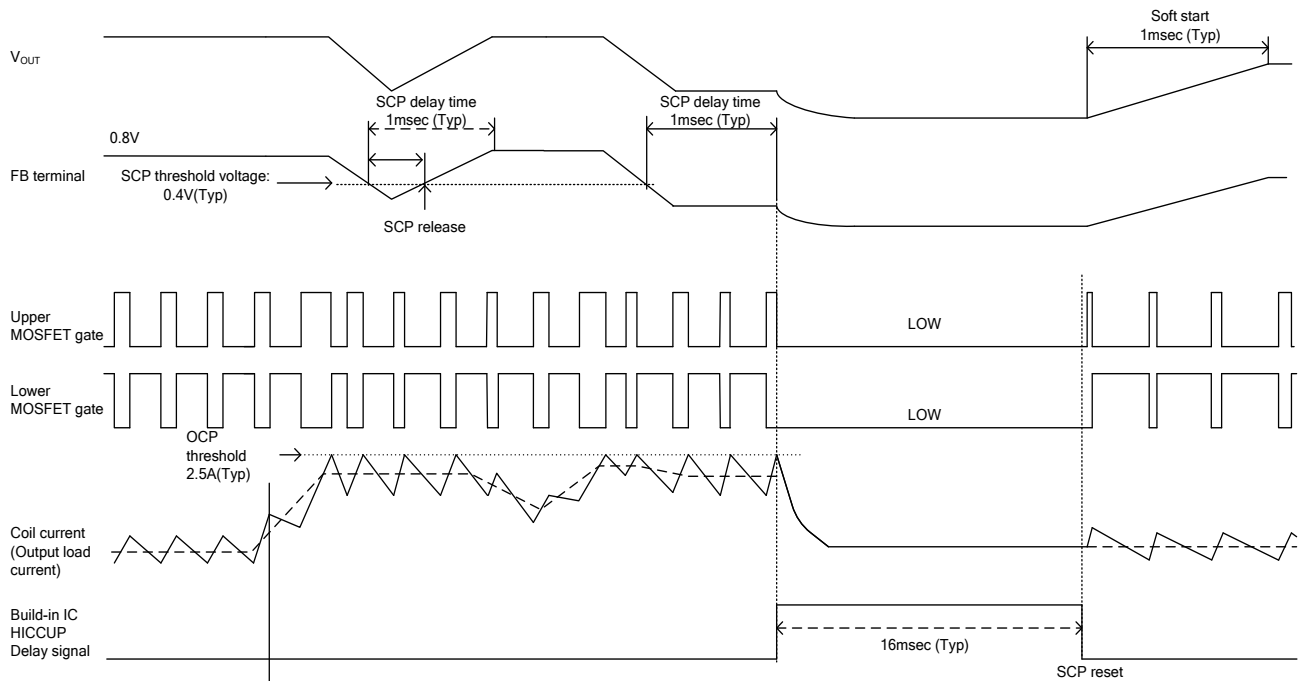 Soft start
1msec (Typ)
VOUT
SCP delay time
1msec (Typ)
SCP delay time
1msec (Typ)
0.8V
FB terminal
SCP threshold voltage:
0.4V(Typ)
SCP release
Upper
MOSFET gate
LOW
Lower
MOSFET gate
LOW
OCP
threshold
2.5A(Typ)
Coil current
(Output load
current)
Build-in IC
HICCUP
Delay signal
16msec (Typ)
SCP reset